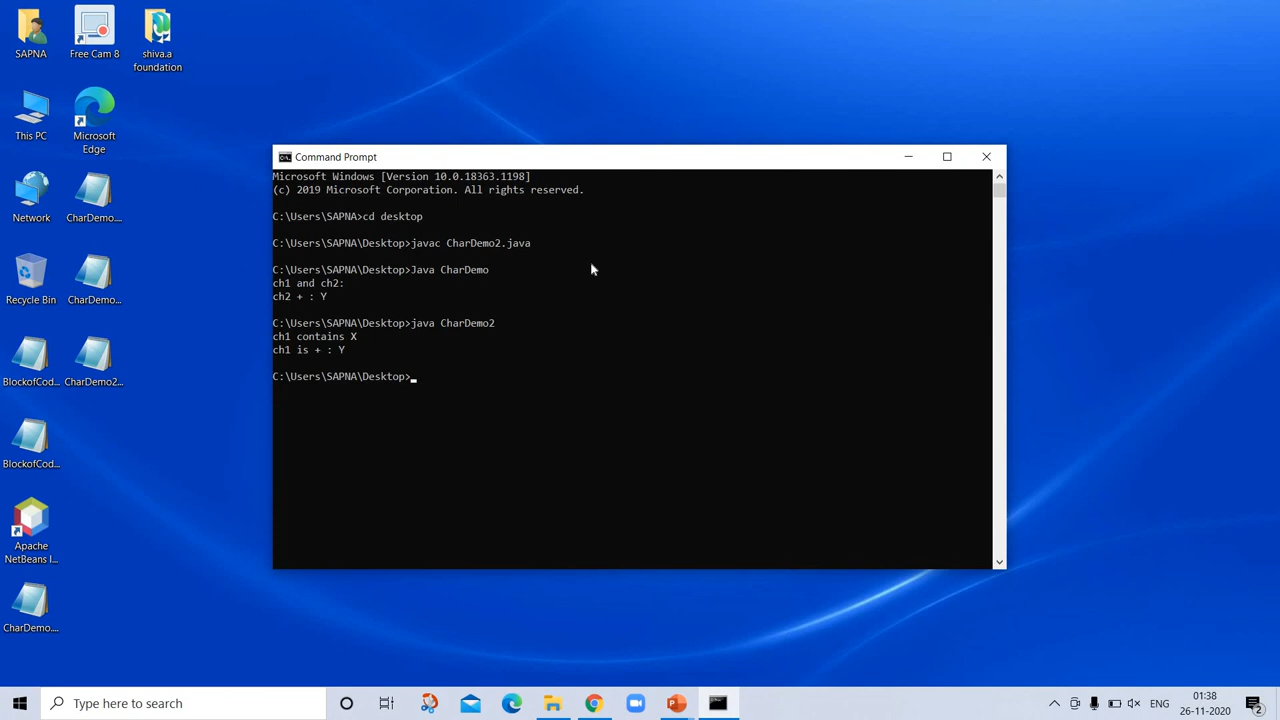 SAPNA
Free Cam 8
shiva.a
foundation
This PC
Microsoft
Edge
Network
CharDemo....
Recycle Bin
CharDemo...
BlockofCod...
CharDemo2...
BlockofCod...
Apache
NetBeans I...
CharDemo....
Command Prompt
Microsoft Windows [Version 10.0.18363.1198]
(c) 2019 Microsoft Corporation. All rights reserved.
C:\Users\SAPNA>cd desktop
C:\Users\SAPNA\Desktop>javac CharDemo2.java
C:\Users\SAPNA\Desktop>Java CharDemo
ch1 and ch2:
ch2 + : Y
C:\Users\SAPNA\Desktop>java CharDemo2
ch1 contains X
ch1 is + : Y
C:\Users\SAPNA\Desktop>
Type here to search
ENG
01:38
26-11-2020
2